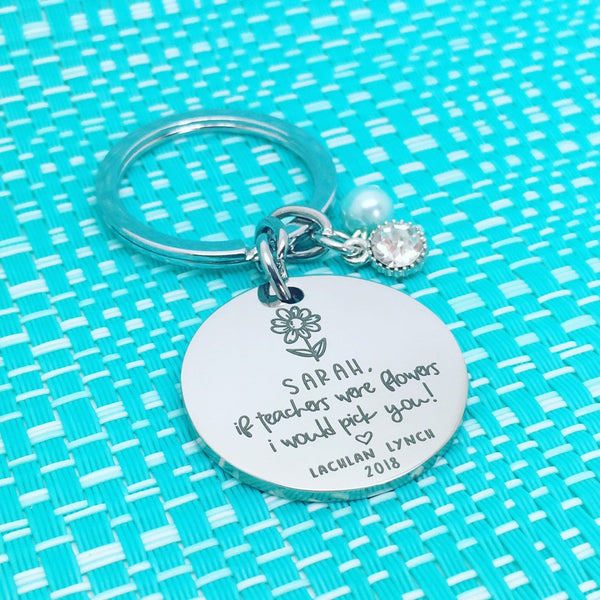 SARAH,
if teachers were flowers
i would pick you!
LACHLAN LYNCH
2018